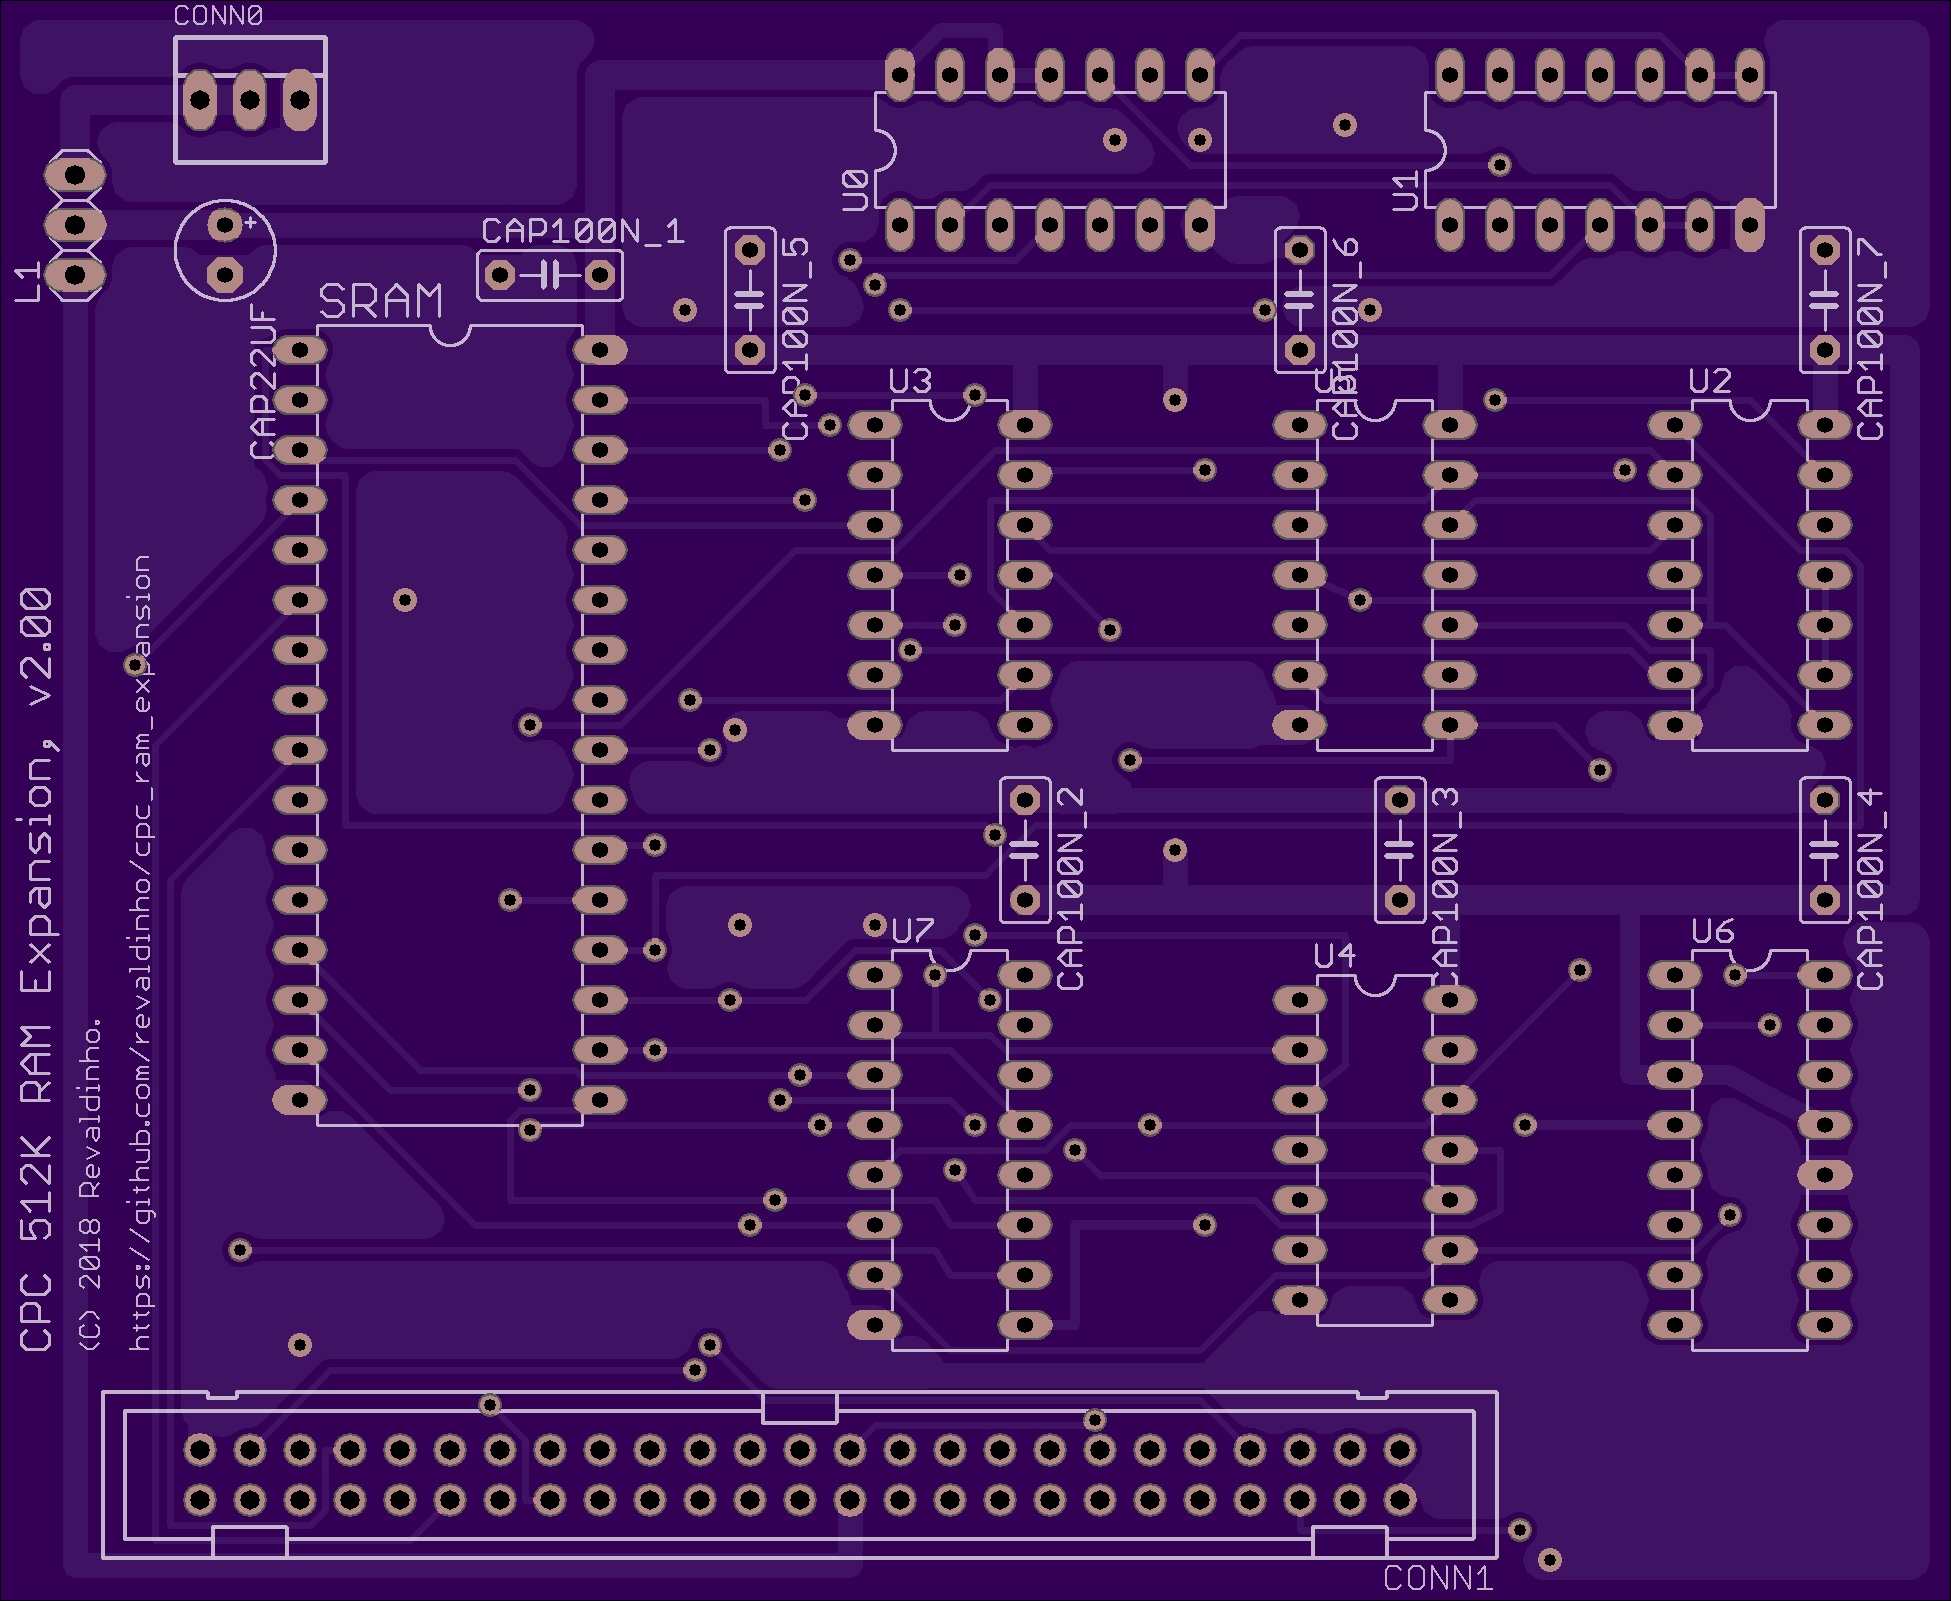 CONN0
U0
U1
L1
CAP100N_1
CAP100N_5
CAP100N_6
CAP100N_7
SRAM
CAP22UF
U3
U2
CAP100N_2
CAP100N_3
CAP100N_4
U7
U4
U6
CPC 512K RAM Expansion, v2.00
(C) 2018 Revaldinho.
https://github.com/revaldinho/cpc_ram_expansion
CONN1